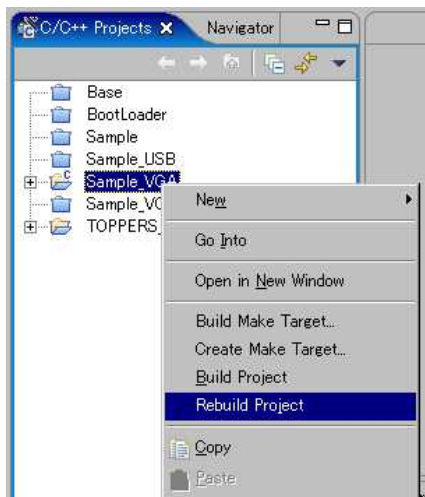 C/C++ Projects Navigator
Base
BootLoader
Sample
Sample_USB
Sample_VGA
Sample_VG
TOPPERS_
New
Go Into
Open in New Window
Build Make Target...
Create Make Target...
Build Project
Rebuild Project
Copy
Paste